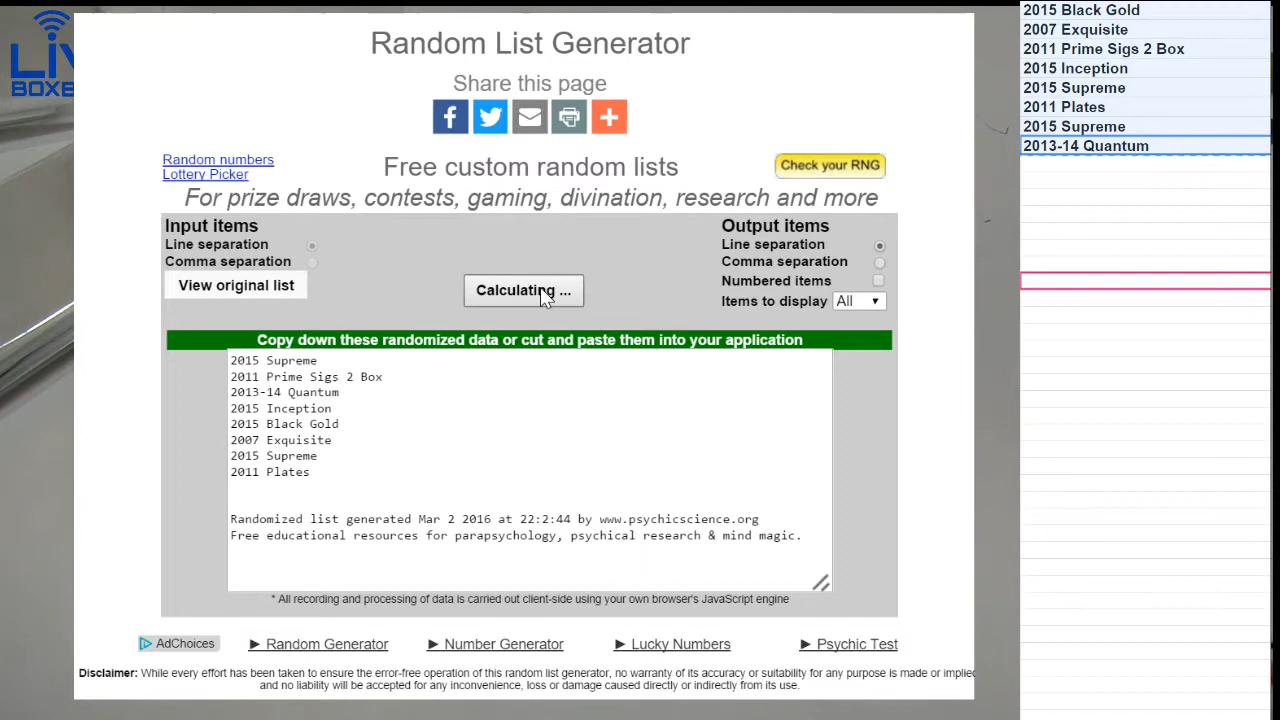 LIV
BOXB
Random List Generator
Share this page
Random numbers
Lottery Picker
Free custom random lists
Check your RNG
For prize draws, contests, gaming, divination, research and more
Input items
Line separation
Comma separation
View original list
Calculating ...
Output items
Line separation
Comma separation
Numbered items
Items to display All
Copy down these randomized data or cut and paste them into your application
2015 Supreme
2011 Prime Sigs 2 Box
2013-14 Quantum
2015 Inception
2015 Black Gold
2007 Exquisite
2015 Supreme
2011 Plates
Randomized list generated Mar 2 2016 at 22:2:44 by www.psychicscience.org
Free educational resources for parapsychology, psychical research & mind magic.
* All recording and processing of data is carried out client-side using your own browser's JavaScript engine
AdChoices
► Random Generator
► Number Generator
► Lucky Numbers
► Psychic Test
Disclaimer: While every effort has been taken to ensure the error-free operation of this random list generator, no warranty of its accuracy or suitability for any purpose is made or implied
and no liability will be accepted for any inconvenience, loss or damage caused directly or indirectly from its use.
2015 Black Gold
2007 Exquisite
2011 Prime Sigs 2 Box
2015 Inception
2015 Supreme
2011 Plates
2015 Supreme
2013-14 Quantum